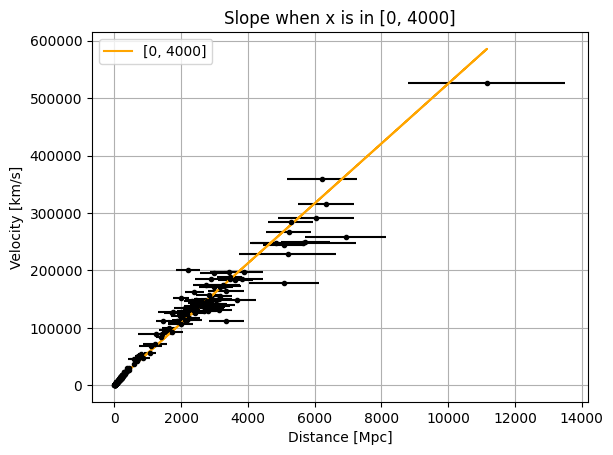 Slope when x is in [0, 4000]
[0, 4000]
600000
500000
400000
300000
200000
100000
0
Velocity [km/s]
0 2000 4000 6000 8000 10000 12000 14000
Distance [Mpc]